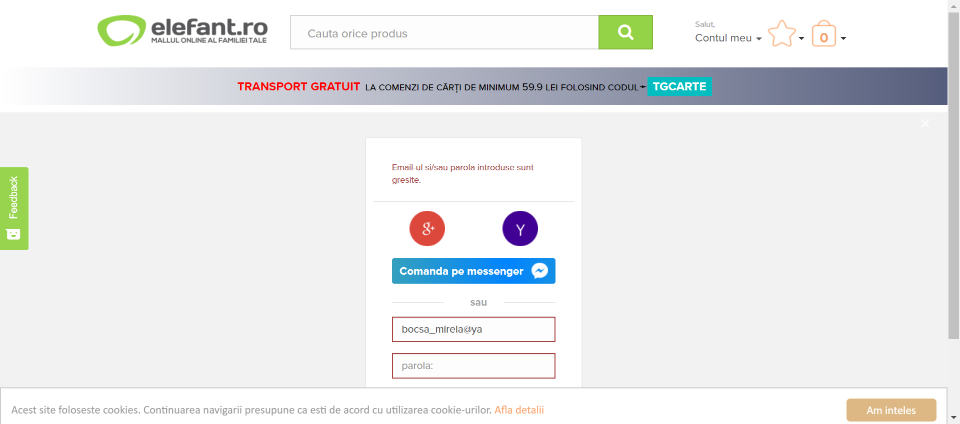 elefant.ro
MALLUL ONLINE AL FAMILIEI TALE
Cauta orice produs
Salut,
Contul meu
0
TRANSPORT GRATUIT LA COMENZI DE CĂRȚI DE MINIMUM 59.9 LEI FOLOSIND CODUL TGCARTE
Feedback
Email-ul si/sau parola introduse sunt
gresite.
g+ Y
Comanda pe messenger
sau
bocsa_mirela@ya
parola:
Acest site foloseste cookies. Continuarea navigarii presupune ca esti de acord cu utilizarea cookie-urilor. Afla detalii
Am inteles